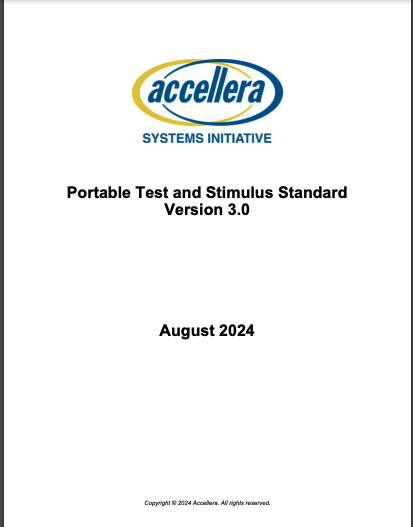 accellera
SYSTEMS INITIATIVE
Portable Test and Stimulus Standard
Version 3.0
August 2024
Copyright © 2024 Accellera. All rights reserved.